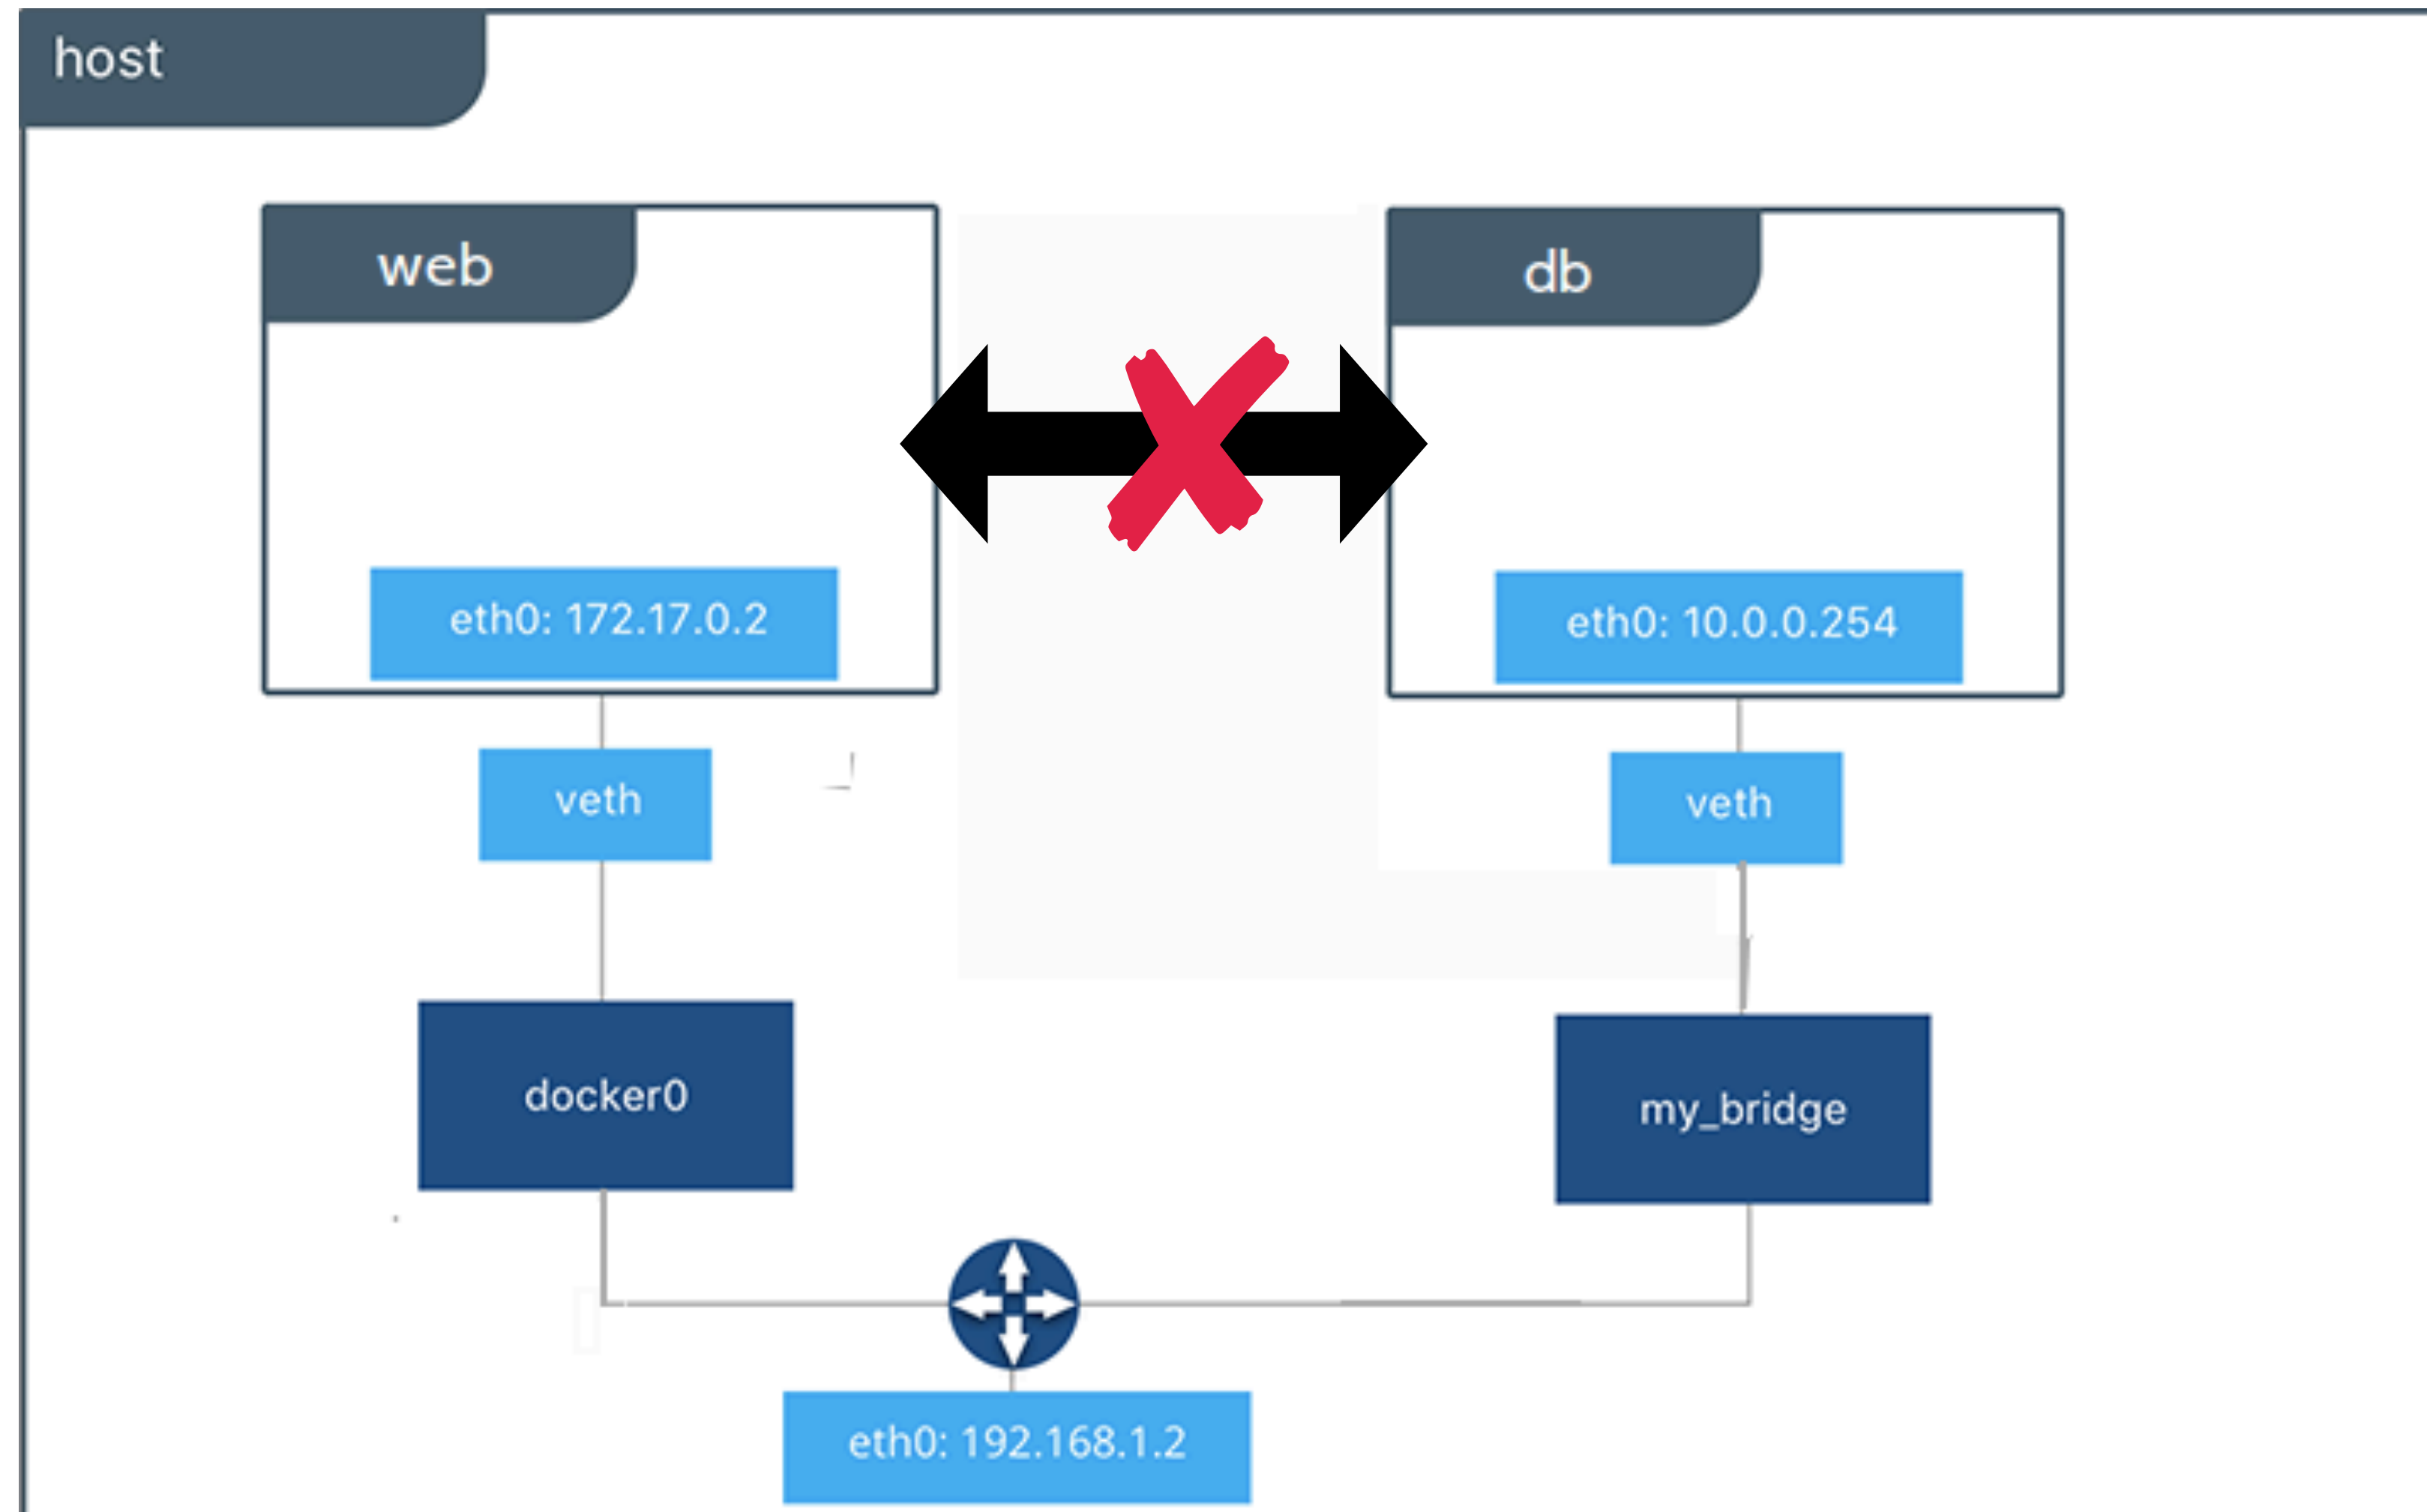 host
web
db
eth0: 172.17.0.2
eth0: 10.0.0.254
veth
veth
docker0
my_bridge
eth0: 192.168.1.2